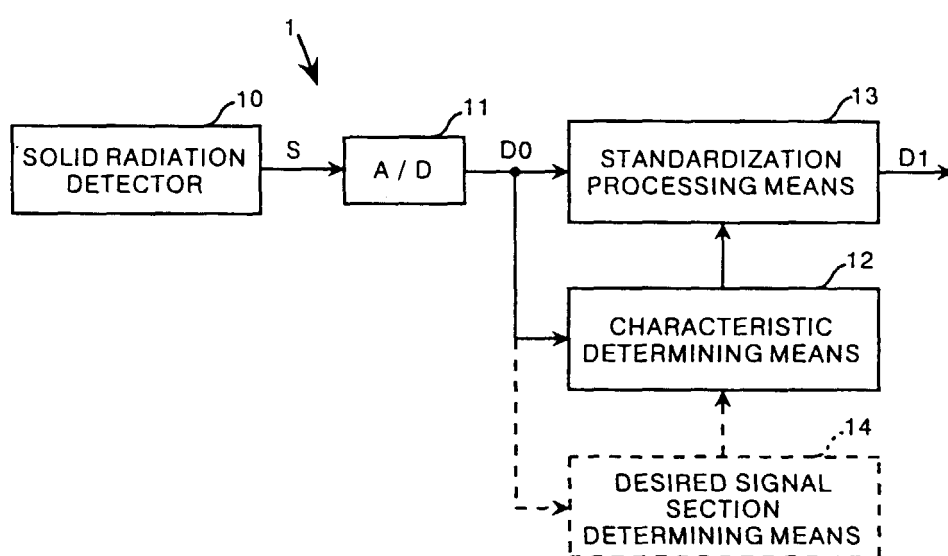 1
10
SOLID RADIATION
DETECTOR
S
11
A / D
D0
13
STANDARDIZATION
PROCESSING MEANS
D1
12
CHARACTERISTIC
DETERMINING MEANS
14
DESIRED SIGNAL
SECTION
DETERMINING MEANS